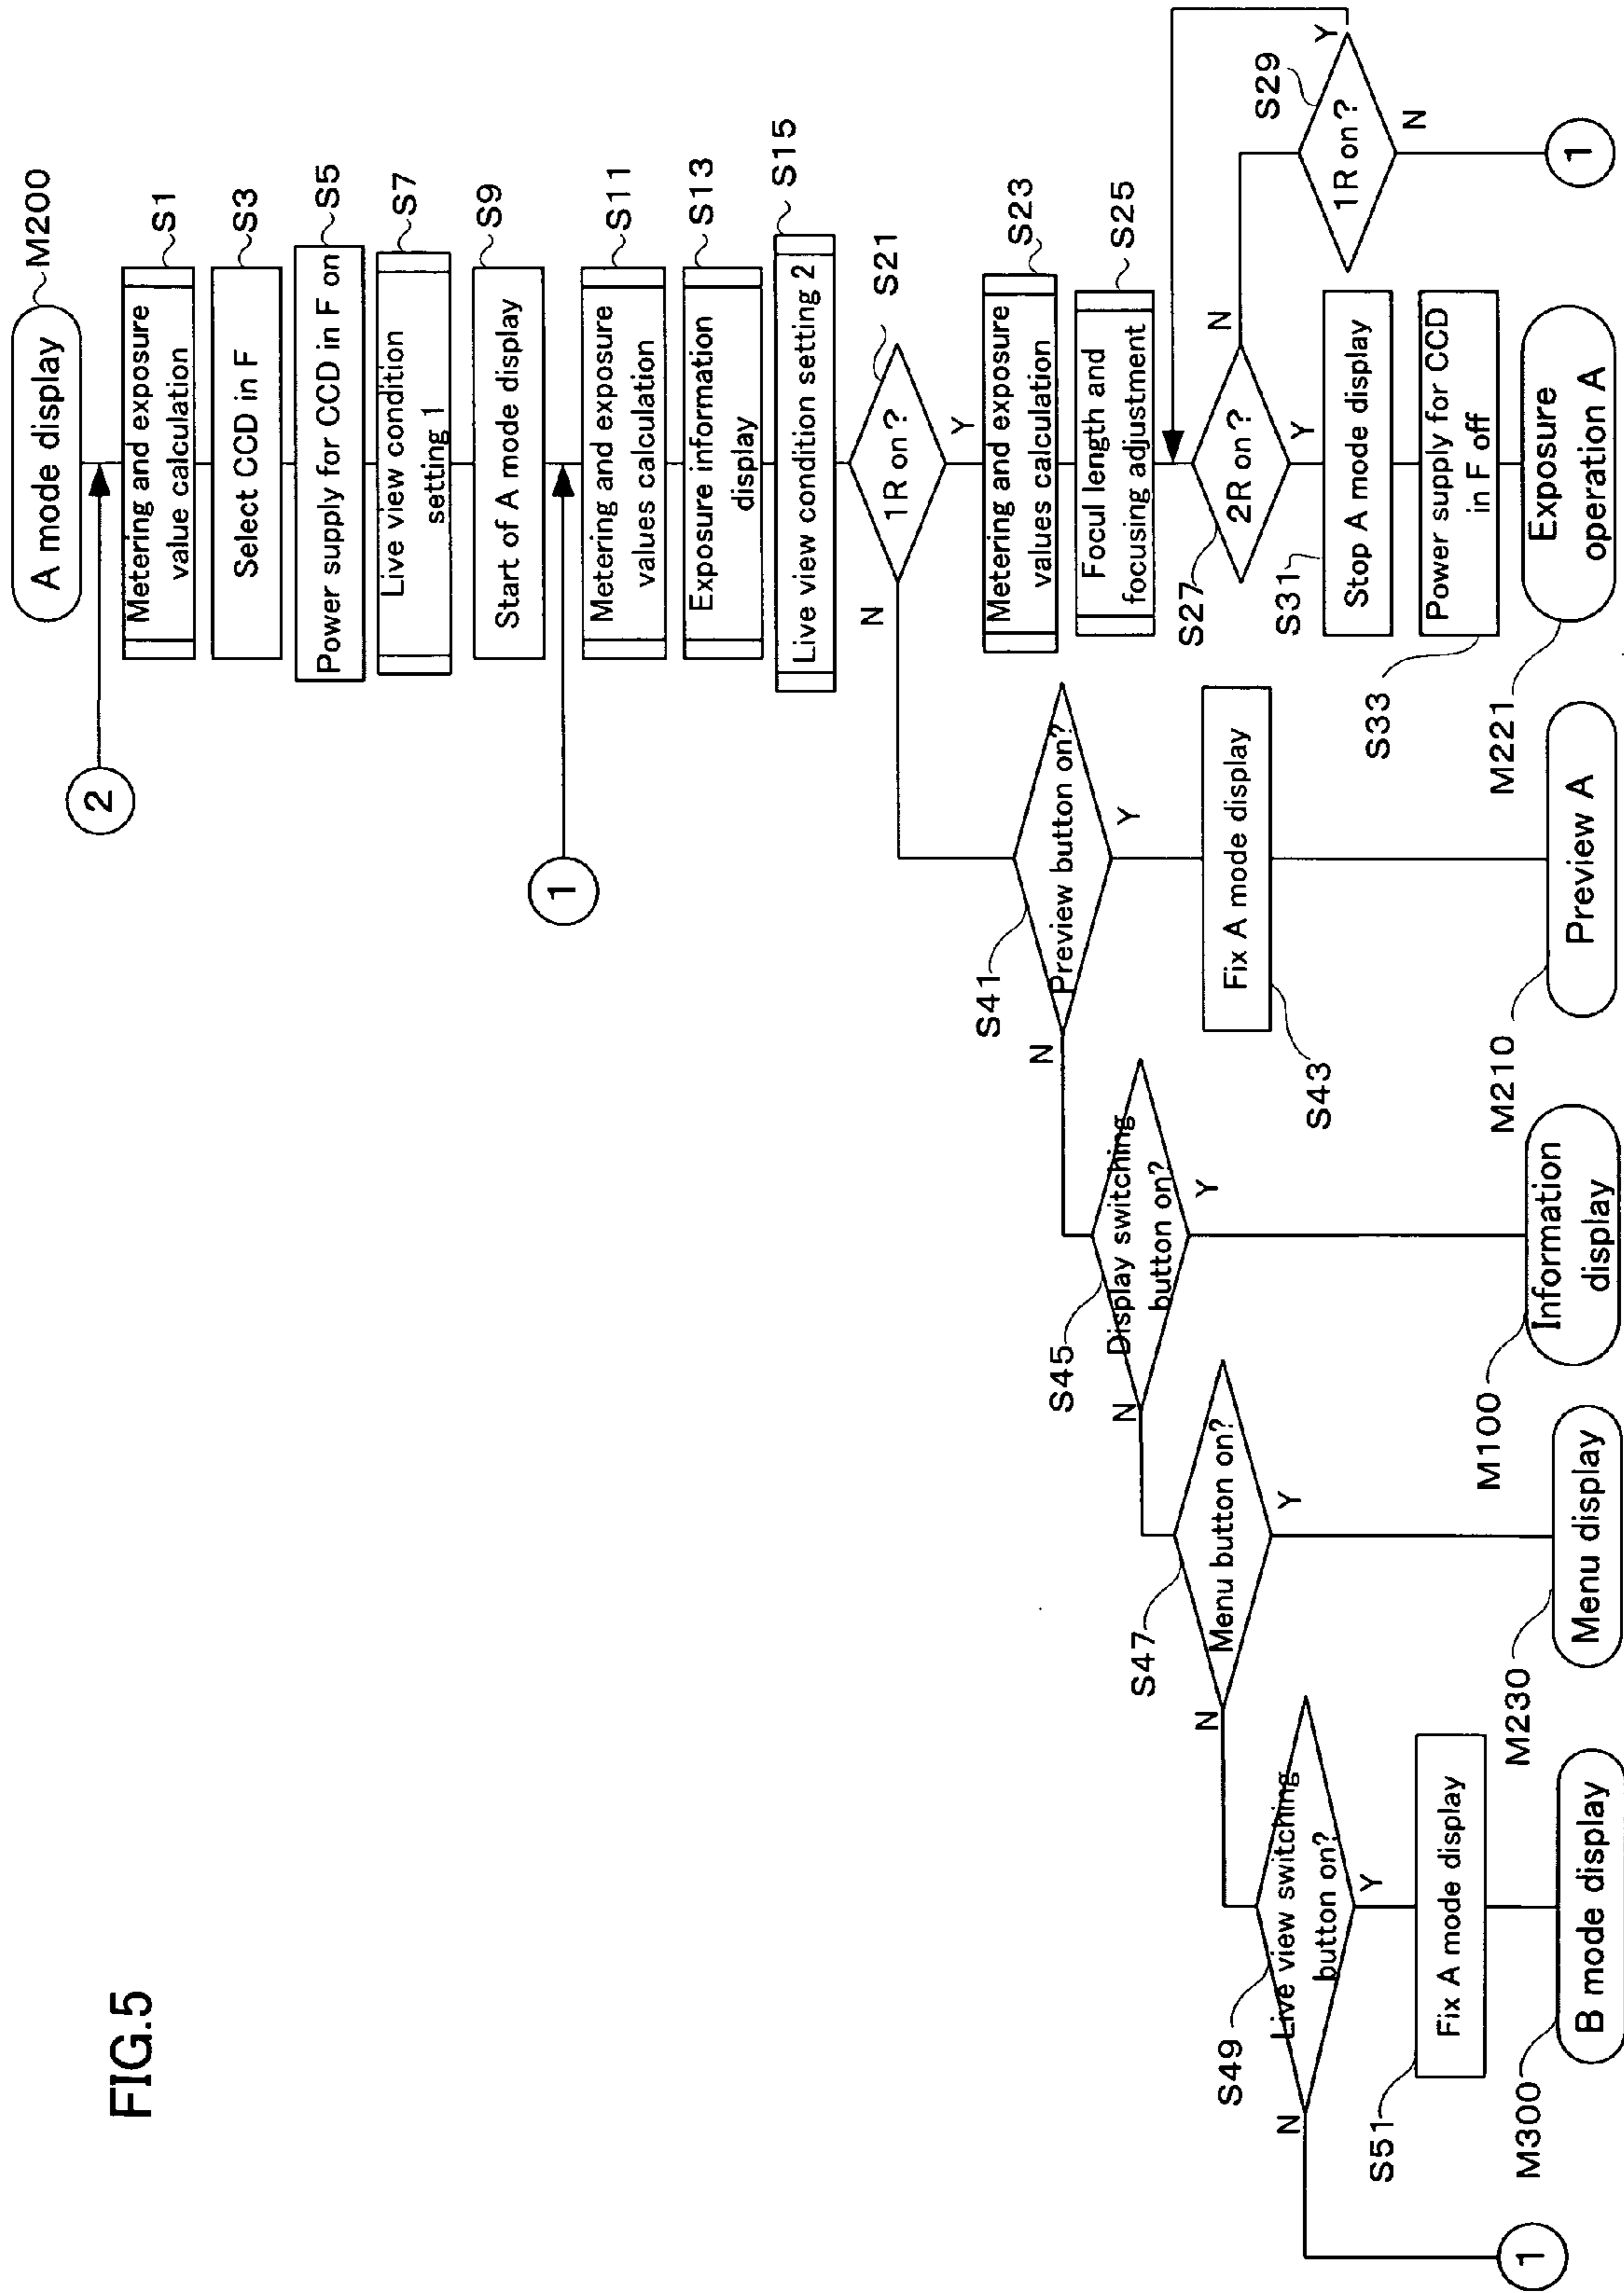 FIG.5
A mode display
M200
2
Metering and exposure
value calculation
S1
Select CCD in F
S3
Power supply for CCD in F on
S5
Live view condition
setting 1
S7
Start of A mode display
S9
1
Metering and exposure
values calculation
S11
Exposure information
display
S13
Live view condition setting 2
S15
1R on?
S21
N
Y
Metering and exposure
values calculation
S23
Focul length and
focusing adjustment
S25
2R on?
S27
N
Y
1R on?
S29
Y
N
1
Stop A mode display
S31
Power supply for CCD
in F off
S33
Exposure
operation A
M221
Preview button on?
S41
N
Y
Fix A mode display
S43
Preview A
M210
Display switching
button on?
S45
N
Y
Information
display
M100
Menu button on?
S47
N
Y
Menu display
M230
Live view switching
button on?
S49
N
Y
Fix A mode display
S51
B mode display
M300
1